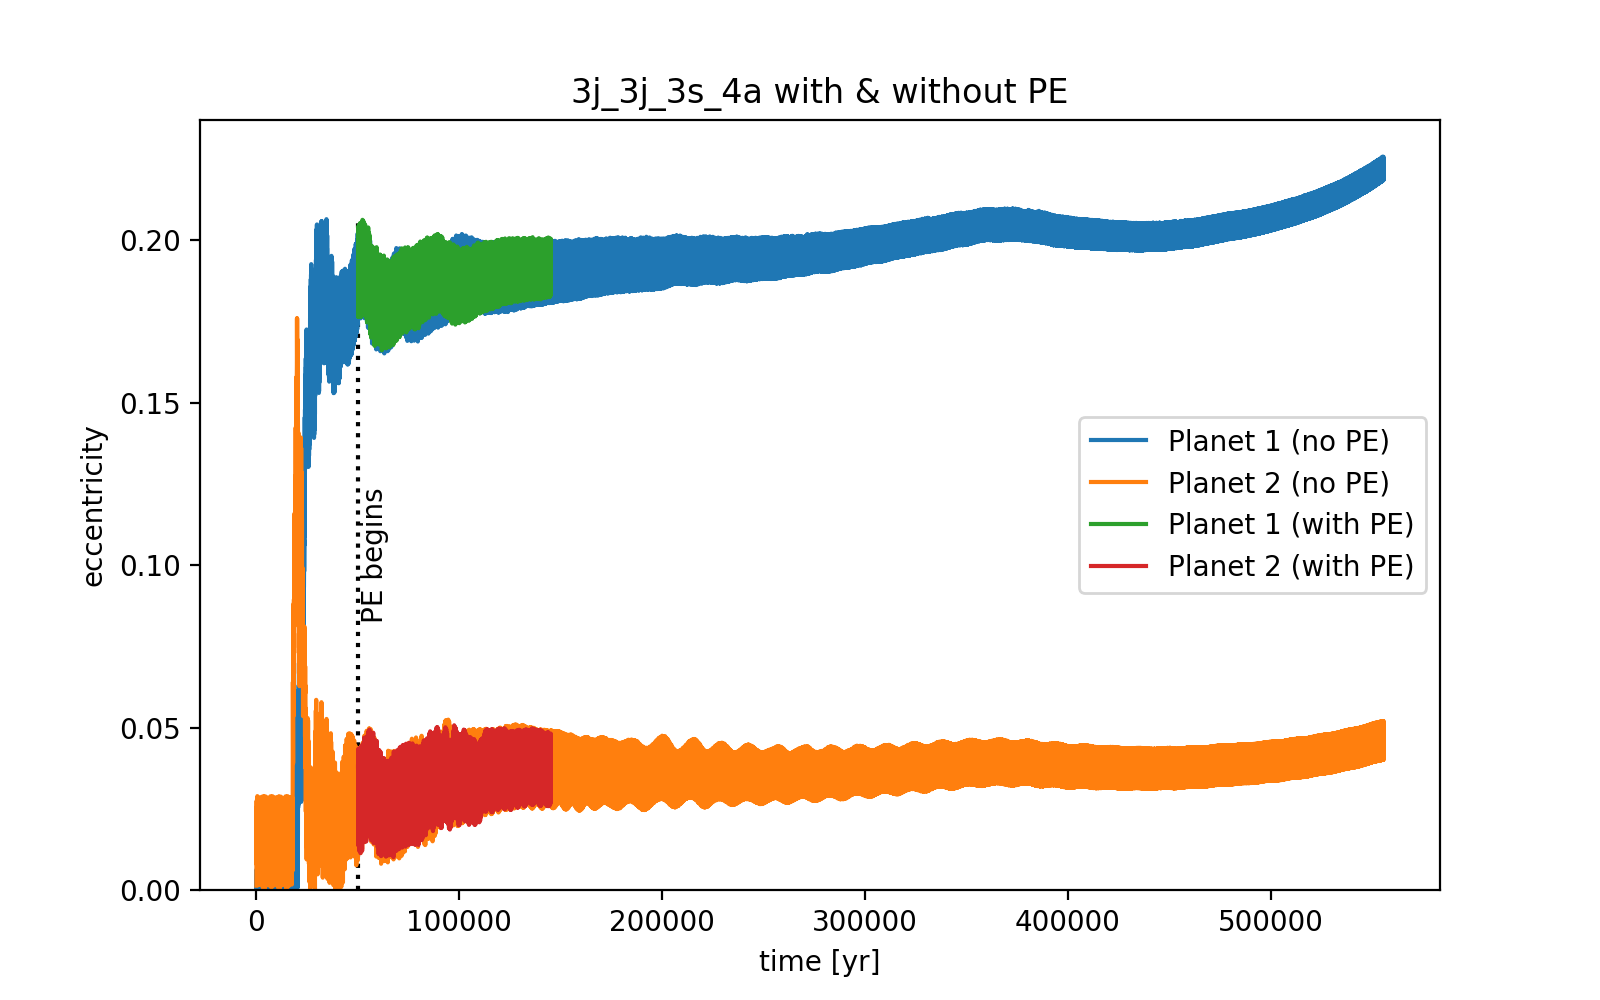 3j_3j_3s_4a with & without PE
eccentricity
0.20
0.15
0.10
0.05
0.00
PE begins
Planet 1 (no PE)
Planet 2 (no PE)
Planet 1 (with PE)
Planet 2 (with PE)
0
100000
200000
300000
400000
500000
time [yr]